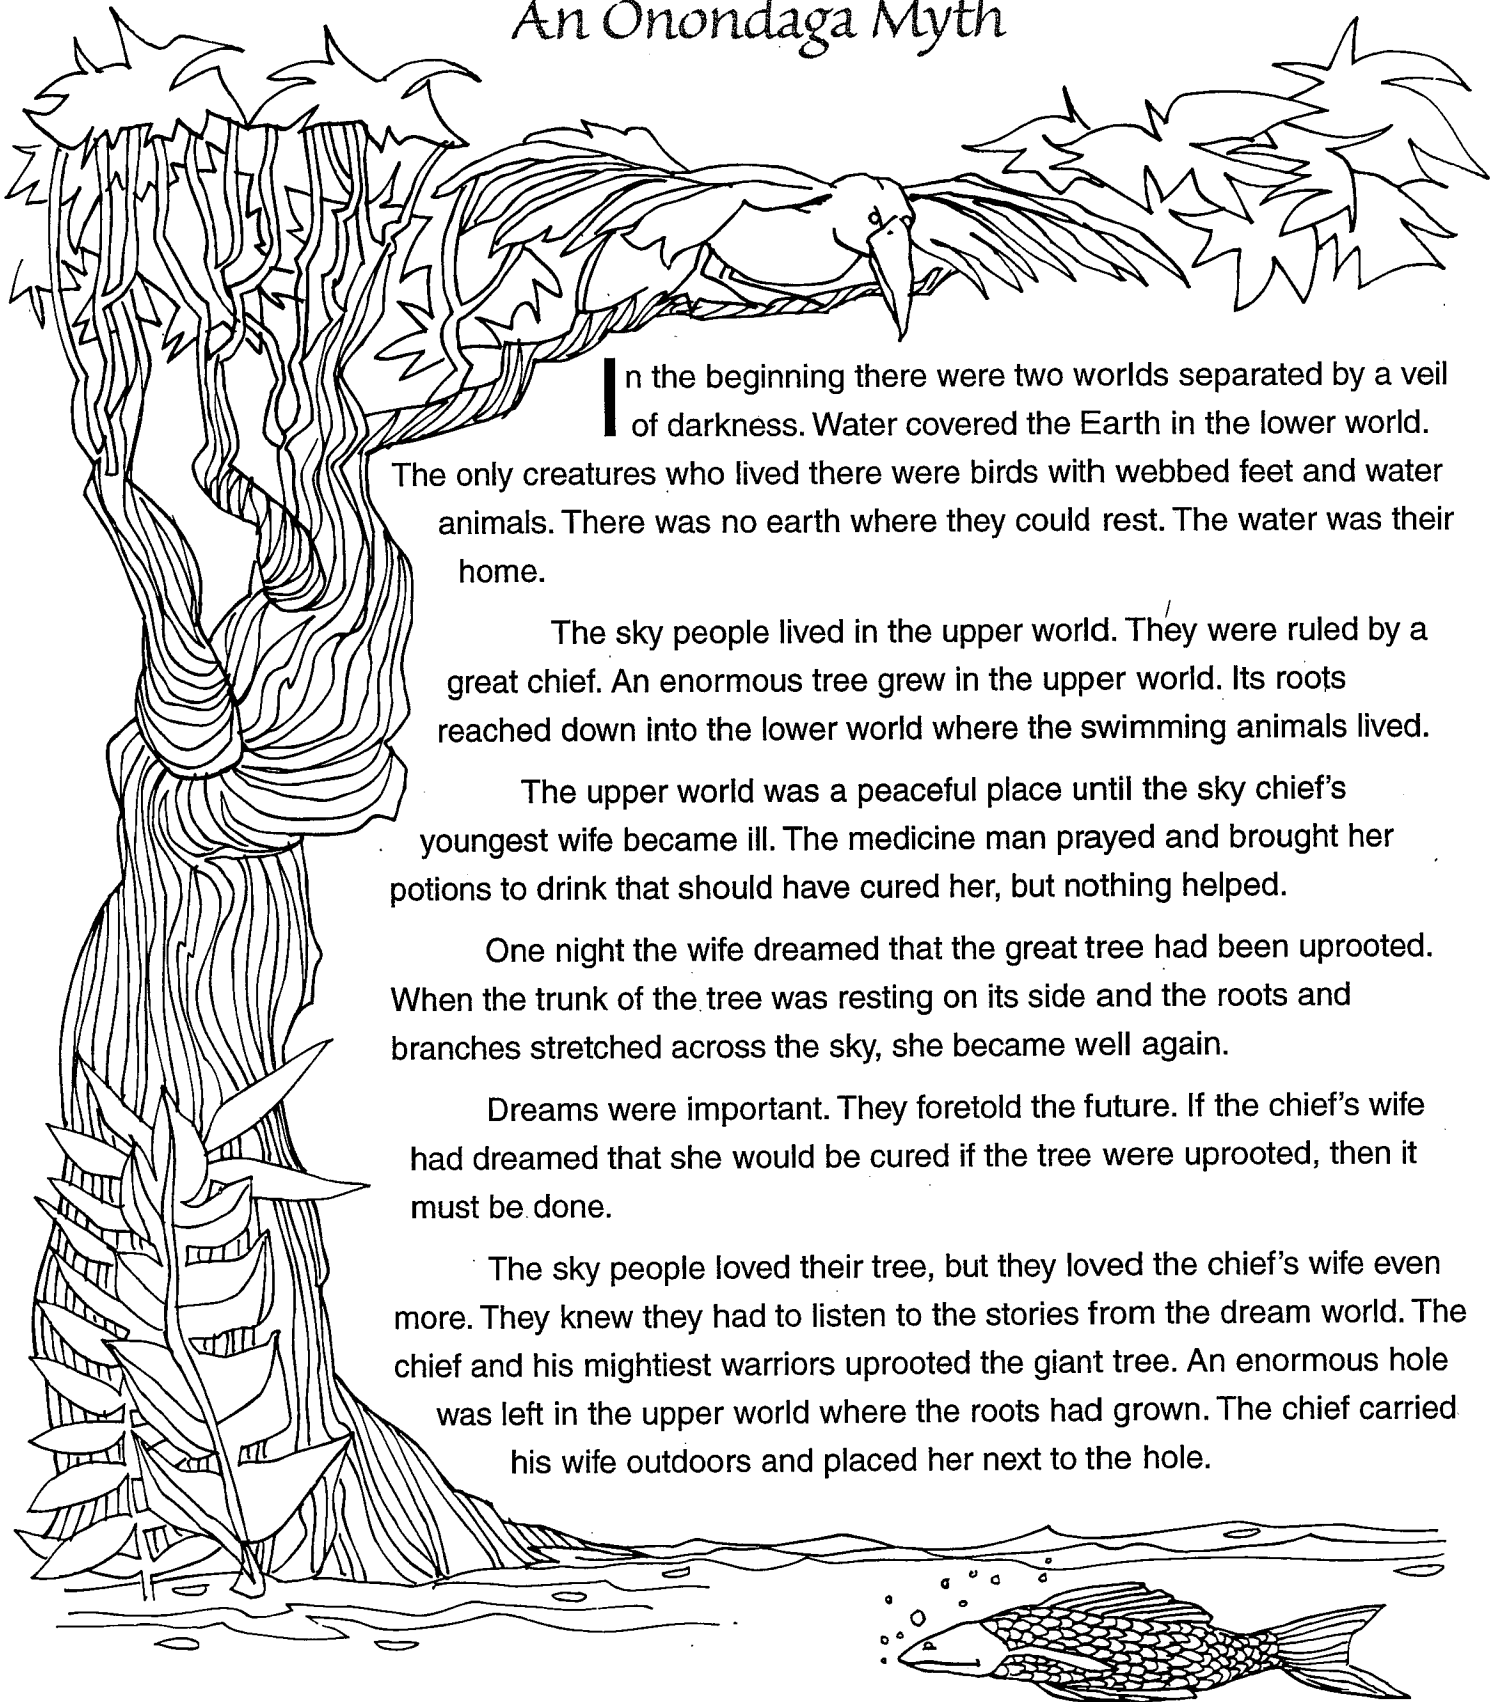 An Onondaga Myth
In the beginning there were two worlds separated by a veil
of darkness. Water covered the Earth in the lower world.
The only creatures who lived there were birds with webbed feet and water
animals. There was no earth where they could rest. The water was their
home.
The sky people lived in the upper world. They were ruled by a
great chief. An enormous tree grew in the upper world. Its roots
reached down into the lower world where the swimming animals lived.
The upper world was a peaceful place until the sky chief's
youngest wife became ill. The medicine man prayed and brought her
potions to drink that should have cured her, but nothing helped.
One night the wife dreamed that the great tree had been uprooted.
When the trunk of the tree was resting on its side and the roots and
branches stretched across the sky, she became well again.
Dreams were important. They foretold the future. If the chief's wife
had dreamed that she would be cured if the tree were uprooted, then it
must be done.
The sky people loved their tree, but they loved the chief's wife even
more. They knew they had to listen to the stories from the dream world. The
chief and his mightiest warriors uprooted the giant tree. An enormous hole
was left in the upper world where the roots had grown. The chief carried
his wife outdoors and placed her next to the hole.